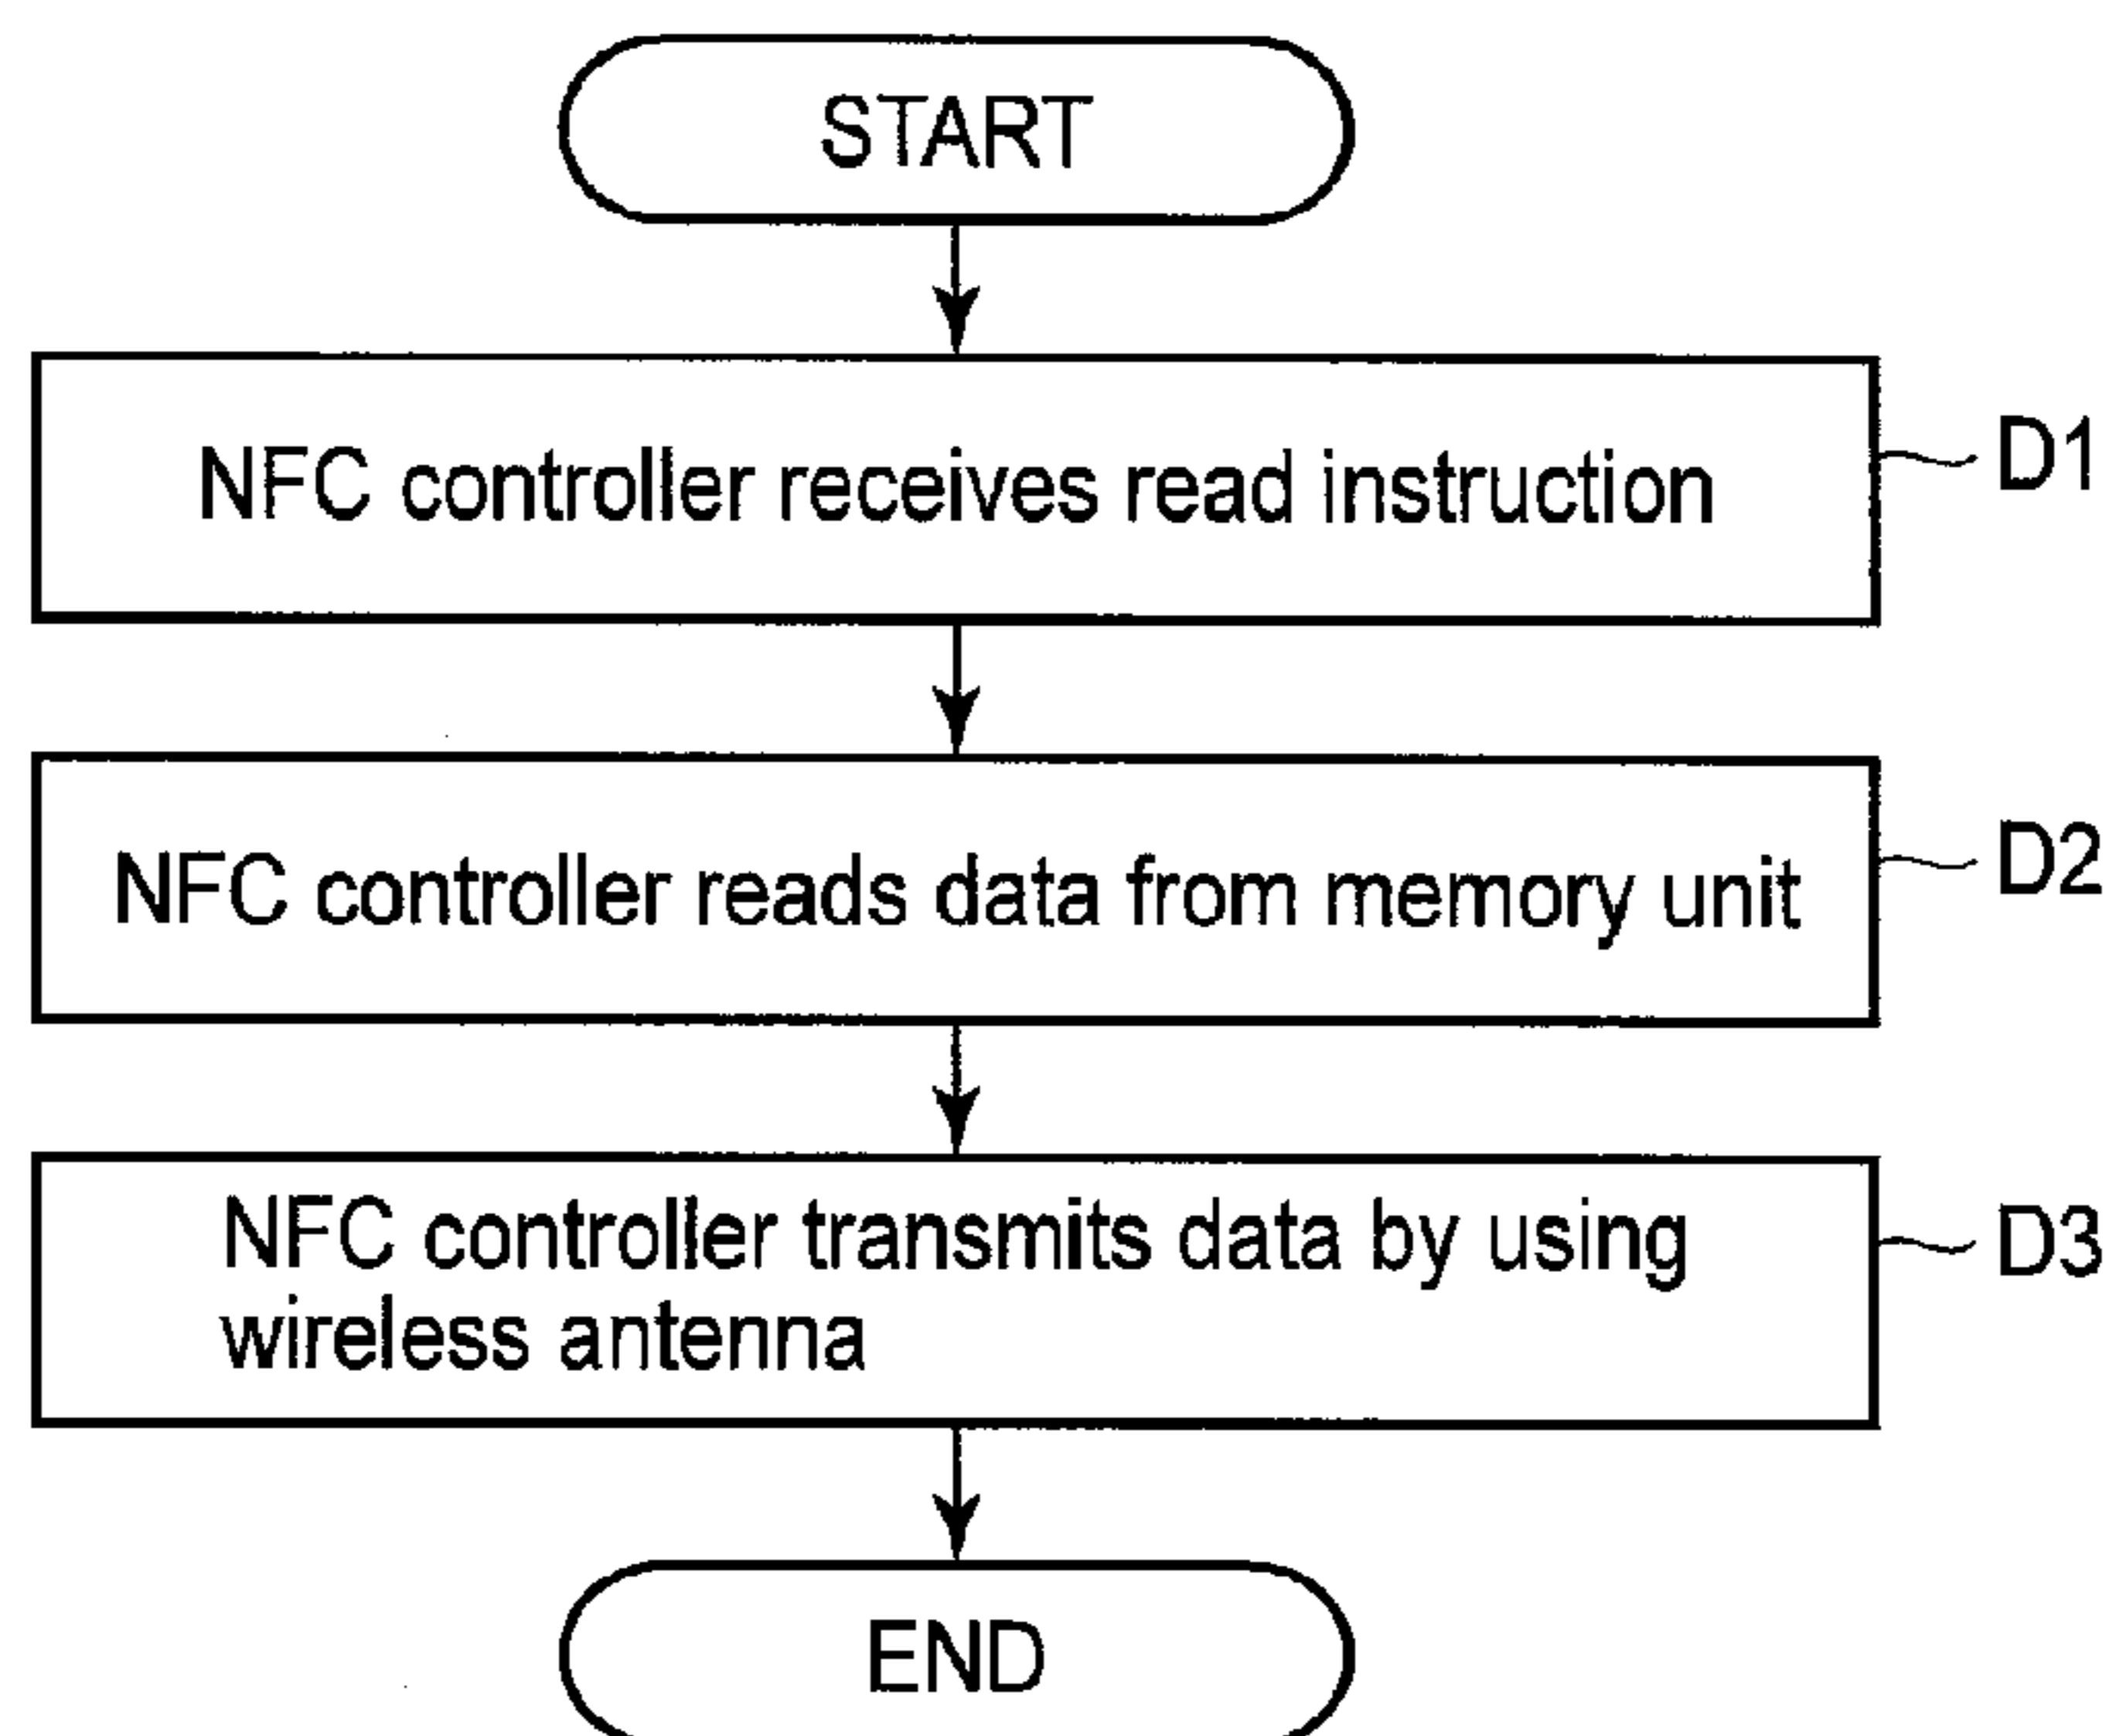 START
NFC controller receives read instruction
D1
NFC controller reads data from memory unit
D2
NFC controller transmits data by using
wireless antenna
D3
END